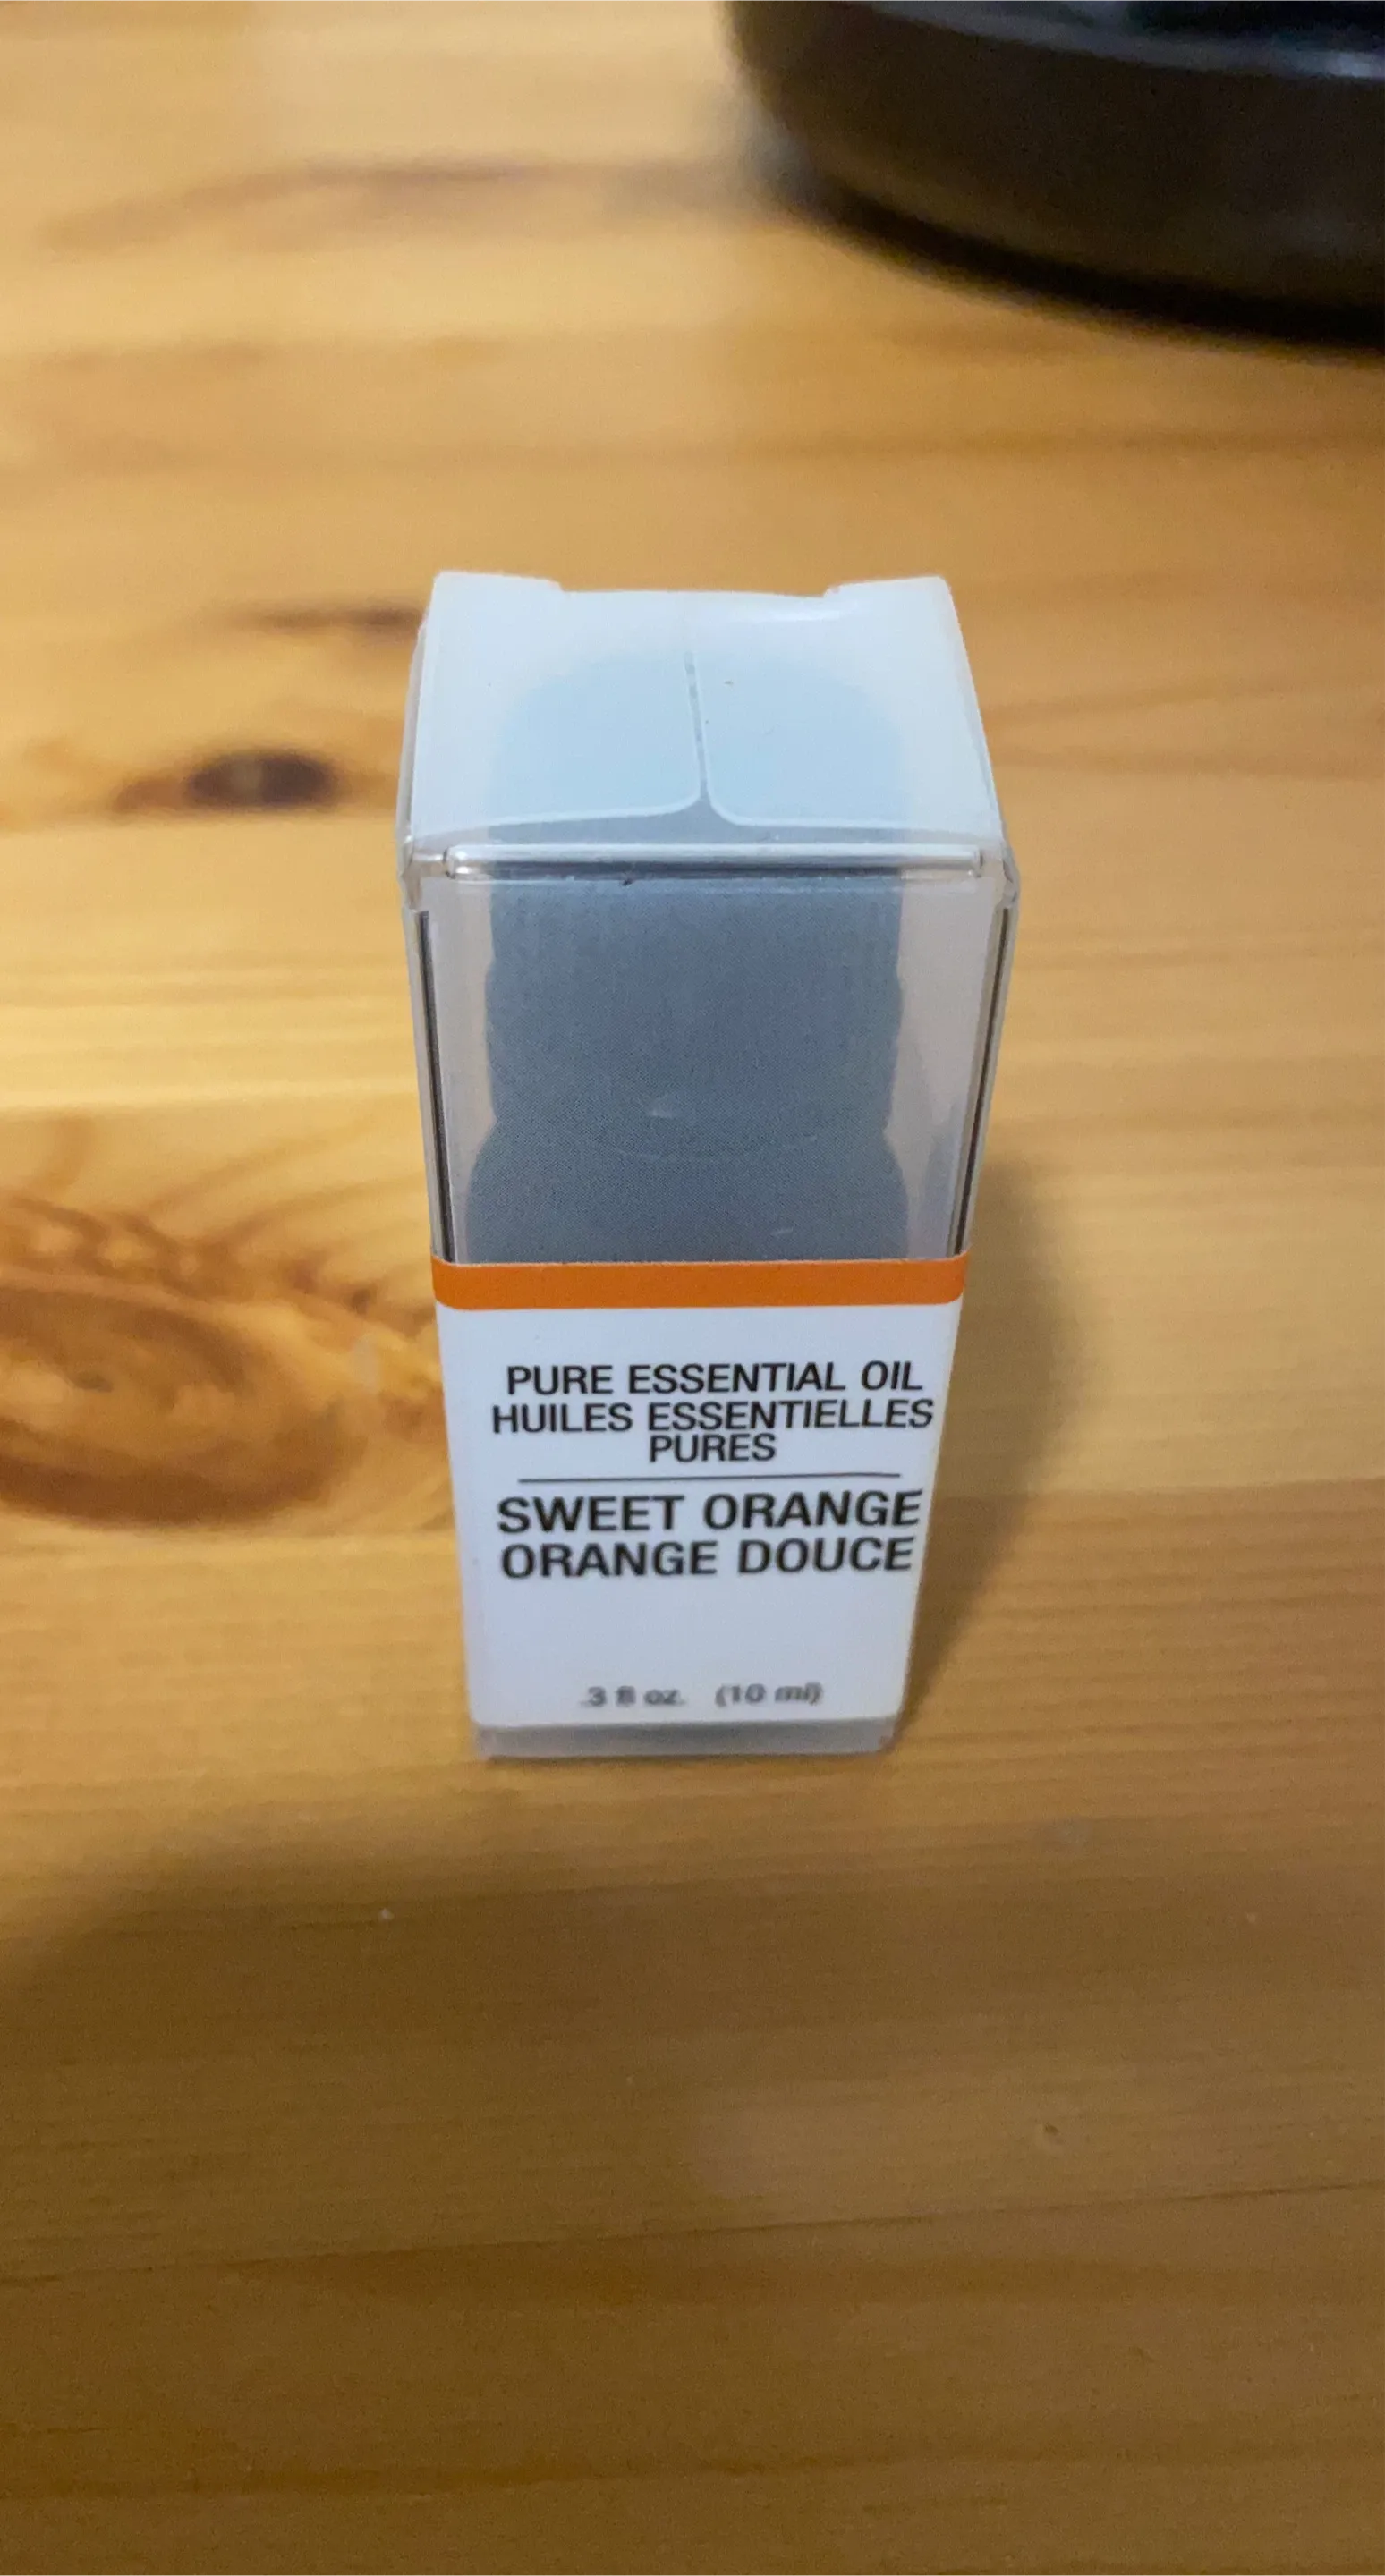 PURE ESSENTIAL OIL
HUILES ESSENTIELLES
PURES
SWEET ORANGE
ORANGE DOUCE
.3 fl oz. (10 ml)